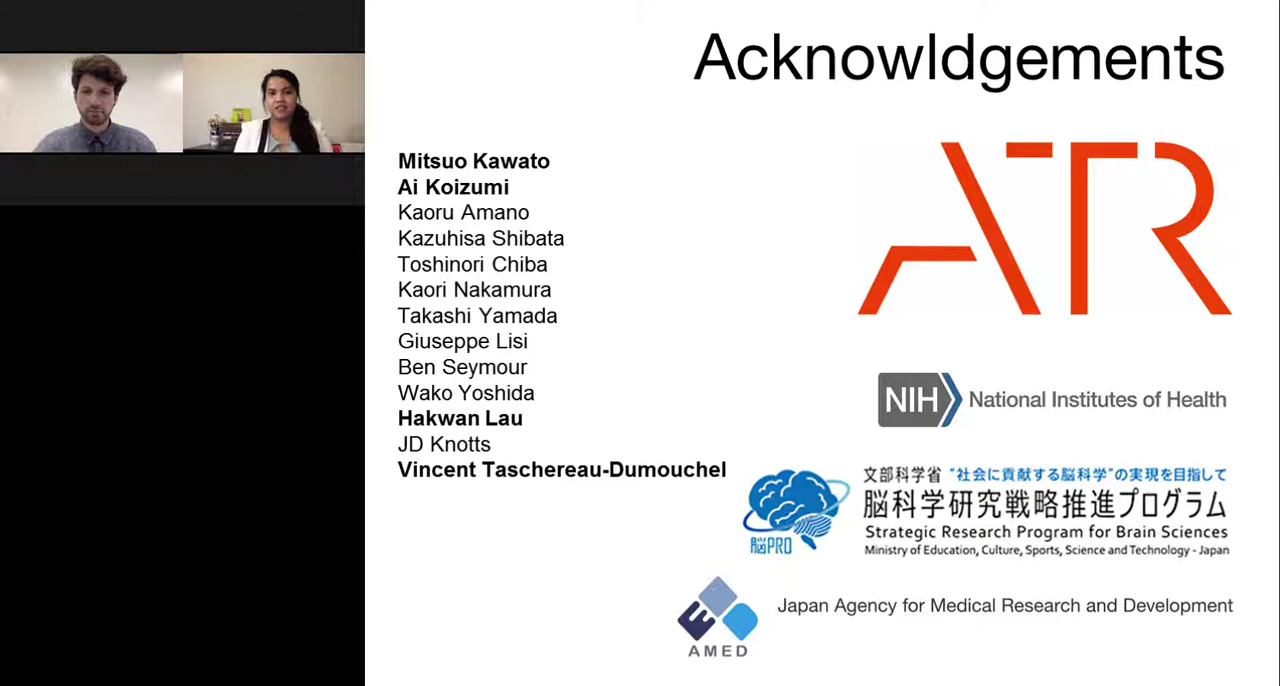 Acknowldgements
Mitsuo Kawato
Ai Koizumi
Kaoru Amano
Kazuhisa Shibata
Toshinori Chiba
Kaori Nakamura
Takashi Yamada
Giuseppe Lisi
Ben Seymour
Wako Yoshida
Hakwan Lau
JD Knotts
Vincent Taschereau-Dumouchel
ATR
NIH National Institutes of Health
文部科学省 "社会に貢献する脳科学"の実現を目指して
脳科学研究戦略推進プログラム
Strategic Research Program for Brain Sciences
Ministry of Education, Culture, Sports, Science and Technology - Japan
脳PRO
Japan Agency for Medical Research and Development
AMED